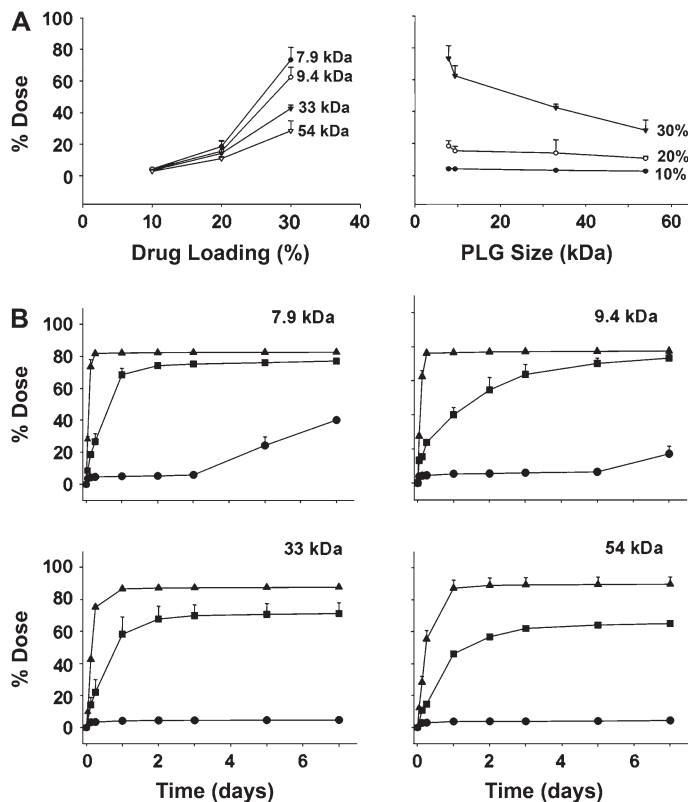 A
100
80
60
40
20
0
% Dose
7.9 kDa
9.4 kDa
33 kDa
54 kDa
0 10 20 30 40
Drug Loading (%)
30%
20%
10%
0 20 40 60
PLG Size (kDa)
B
7.9 kDa
100
80
60
40
20
0
% Dose
9.4 kDa
33 kDa
100
80
60
40
20
0
% Dose
0 2 4 6
Time (days)
54 kDa
0 2 4 6
Time (days)